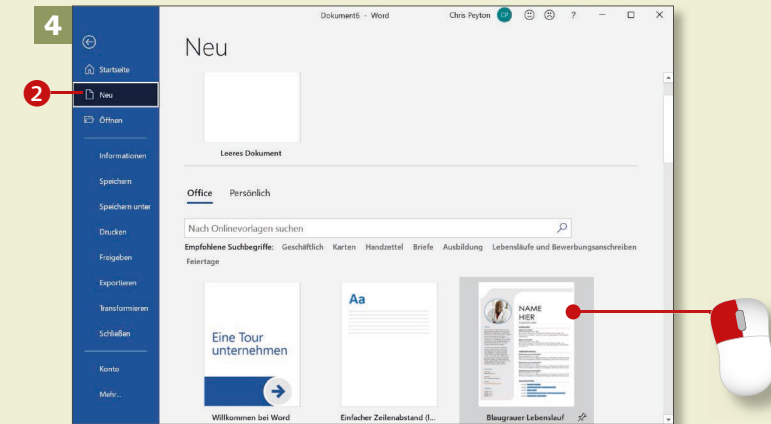 4
Dokument6 - Word
Chris Peyton
CP
?
Neu
Startseite
2
Neu
Öffnen
Leeres Dokument
Informationen
Speichern
Speichern unter
Drucken
Freigeben
Exportieren
Transformieren
Schließen
Konto
Mehr...
Office Persönlich
Nach Onlinevorlagen suchen
Empfohlene Suchbegriffe: Geschäftlich Karten Handzettel Briefe Ausbildung Lebensläufe und Bewerbungsanschreiben
Feiertage
Eine Tour
unternehmen
Aa
NAME
HIER
Willkommen bei Word
Einfacher Zeilenabstand (l...
Blaugrauer Lebenslauf